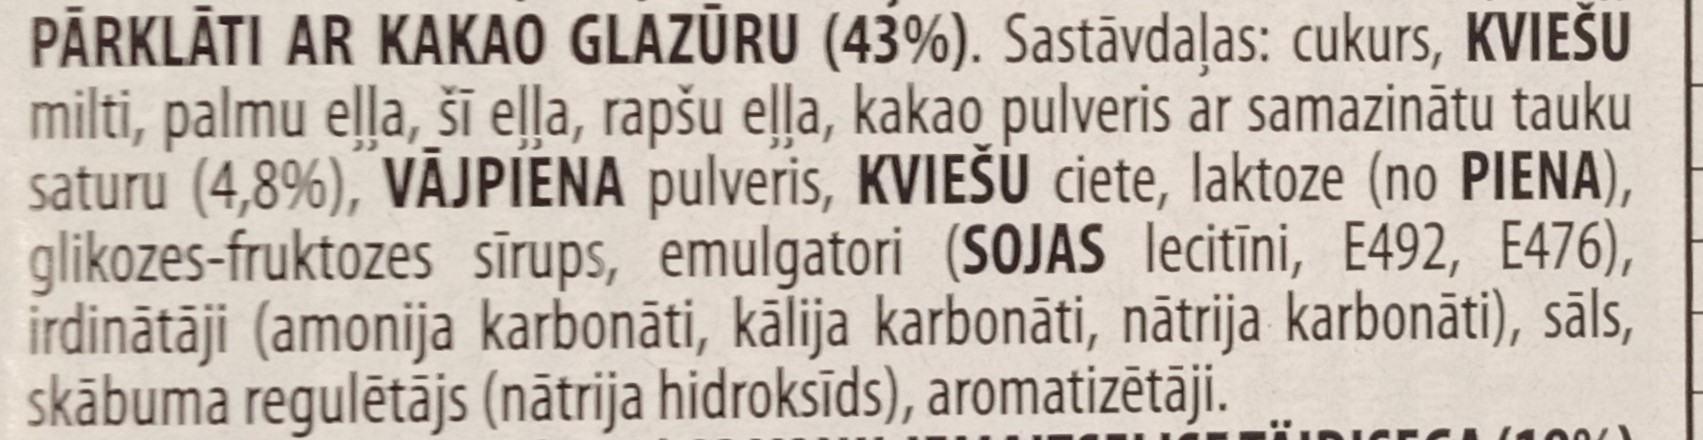 PĀRKLĀTI AR KAKAO GLAZŪRU (43%). Sastāvdaļas: cukurs, KVIEŠU
milti, palmu eļļa, šī eļļa, rapšu eļļa, kakao pulveris ar samazinātu tauku
saturu (4,8%), VĀJPIENA pulveris, KVIEŠU ciete, laktoze (no PIENA),
glikozes-fruktozes sīrups, emulgatori (SOJAS lecitīni, E492, E476),
irdinātāji (amonija karbonāti, kālija karbonāti, nātrija karbonāti), sāls,
skābuma regulētājs (nātrija hidroksīds), aromatizētāji.